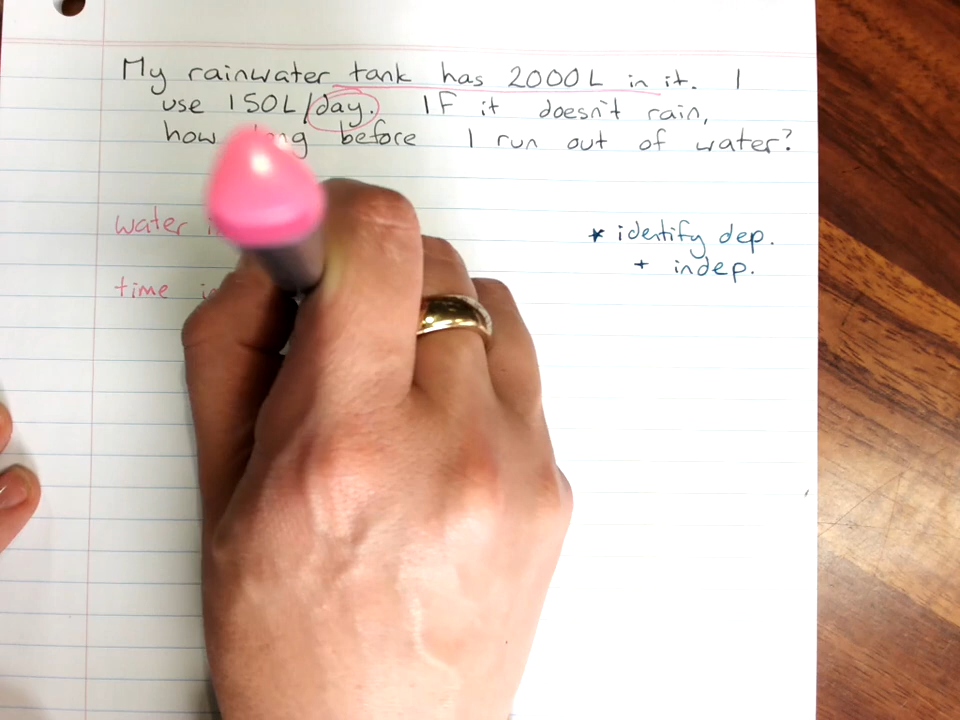 My rainwater tank has 2000L in it. I
use 150L/day. IF it doesn't rain,
how long before I run out of water?
water
* identify dep.
+ indep.
time